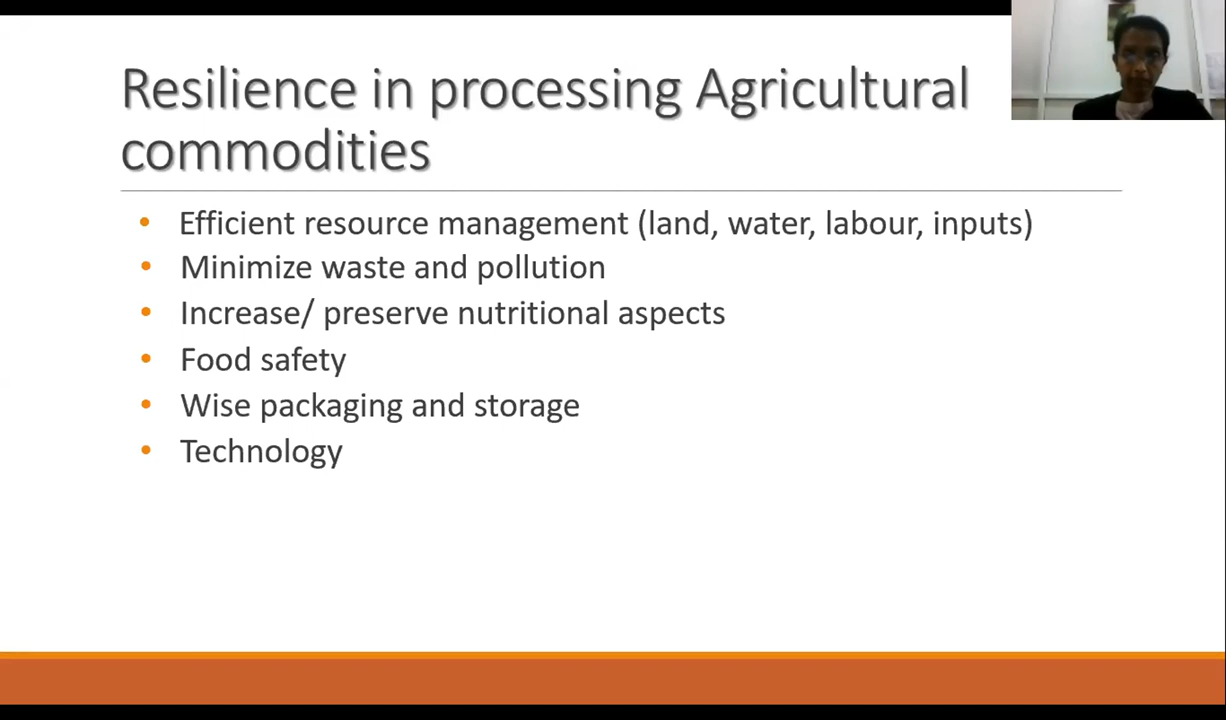 Resilience in processing Agricultural
commodities
• Efficient resource management (land, water, labour, inputs)
• Minimize waste and pollution
• Increase/ preserve nutritional aspects
• Food safety
• Wise packaging and storage
• Technology